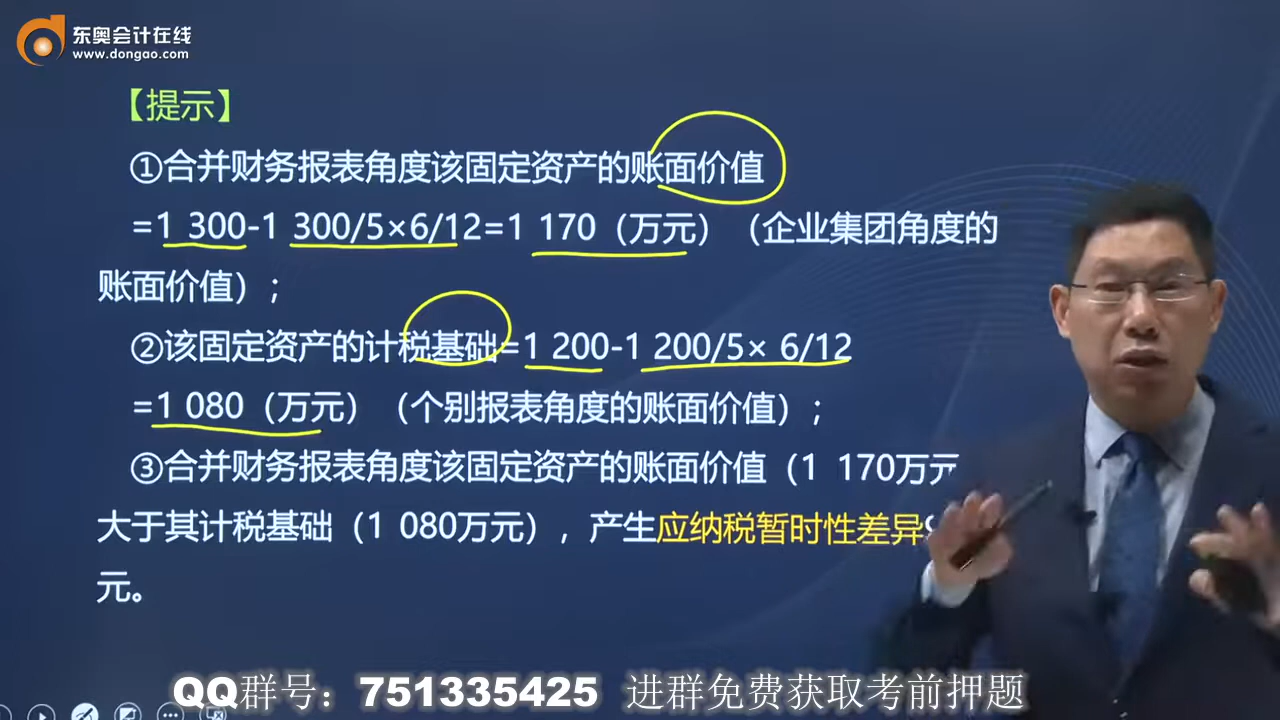 东奥会计在线
www.dongao.com
【提示】
①合并财务报表角度该固定资产的账面价值
=1 300-1 300/5×6/12=1 170（万元）（企业集团角度的
账面价值）；
②该固定资产的计税基础=1 200-1 200/5× 6/12
=1 080（万元）（个别报表角度的账面价值）；
③合并财务报表角度该固定资产的账面价值（1 170万元
大于其计税基础（1 080万元），产生应纳税暂时性差异
元。
QQ群号：751335425 进群免费获取考前押题